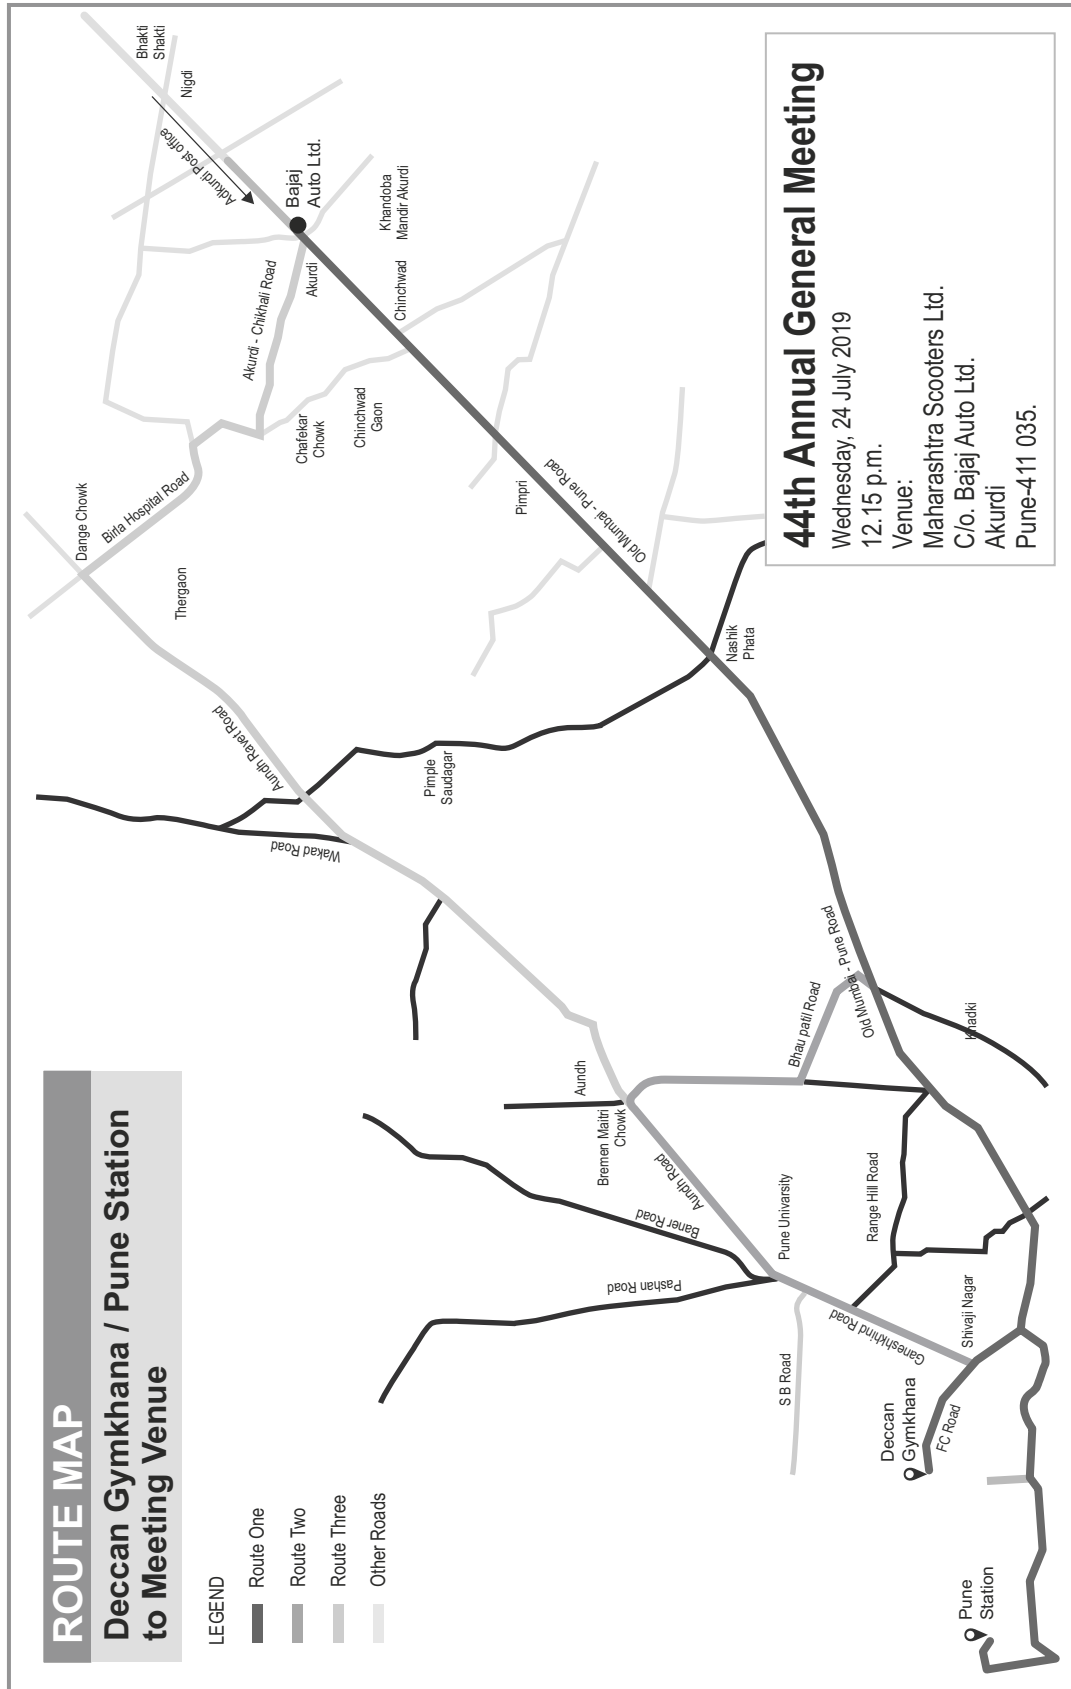 ROUTE MAP
Deccan Gymkhana / Pune Station
to Meeting Venue
LEGEND
Route One
Route Two
Route Three
Other Roads
Bhakti
Shakti
Nigdi
Adkurdi Post office
Bajaj
Auto Ltd.
Khandoba
Mandir Akurdi
Akurdi
Akurdi - Chikhali Road
Chinchwad
Chafekar
Chowk
Chinchwad
Gaon
Dange Chowk
Birla Hospital Road
Thergaon
Pimpri
Old Mumbai - Pune Road
Nashik
Phata
Aundh Ravet Road
Pimple
Saudagar
Wakad Road
Old Mumbai - Pune Road
Bhau patil Road
Khadki
Aundh
Bremen Maitri
Chowk
Aundh Road
Baner Road
Pashan Road
Pune Univarsity
Range Hill Road
Ganeshkhind Road
Shivaji Nagar
S B Road
Deccan
Gymkhana
FC Road
Pune
Station
44th Annual General Meeting
Wednesday, 24 July 2019
12.15 p.m.
Venue:
Maharashtra Scooters Ltd.
C/o. Bajaj Auto Ltd.
Akurdi
Pune-411 035.